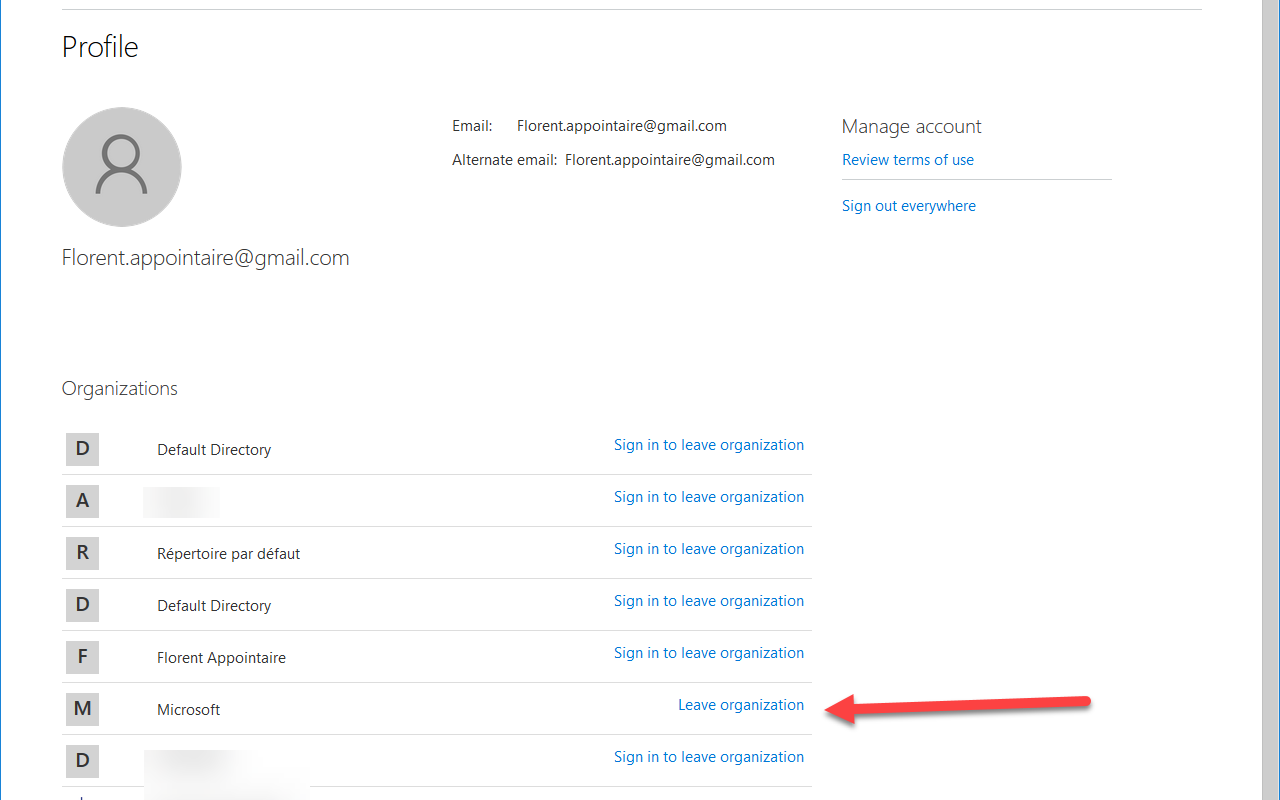 Profile
Email: Florent.appointaire@gmail.com
Manage account
Alternate email: Florent.appointaire@gmail.com
Review terms of use
Sign out everywhere
Florent.appointaire@gmail.com
Organizations
D Default Directory Sign in to leave organization
A Sign in to leave organization
R Répertoire par défaut Sign in to leave organization
D Default Directory Sign in to leave organization
F Florent Appointaire Sign in to leave organization
M Microsoft Leave organization
D Sign in to leave organization